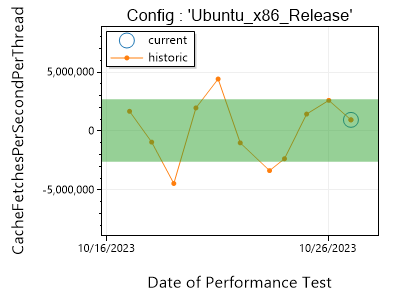 Config : 'Ubuntu_x86_Release'
current
historic
CacheFetchesPerSecondPerThread
5,000,000
0
-5,000,000
10/16/2023
10/26/2023
Date of Performance Test